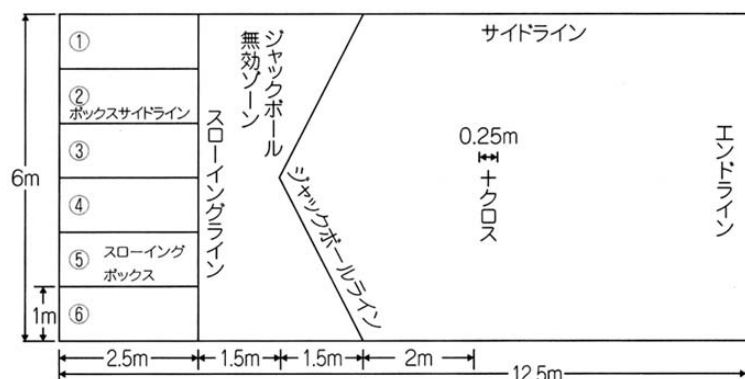 ①
②
ボックスサイドライン
③
④
⑤ スローイング
ボックス
⑥
6m
1m
スローイングライン
ジャックボール
無効ゾーン
ジャックボールライン
サイドライン
0.25m
＋クロス
エンドライン
2.5m
1.5m
1.5m
2m
12.5m